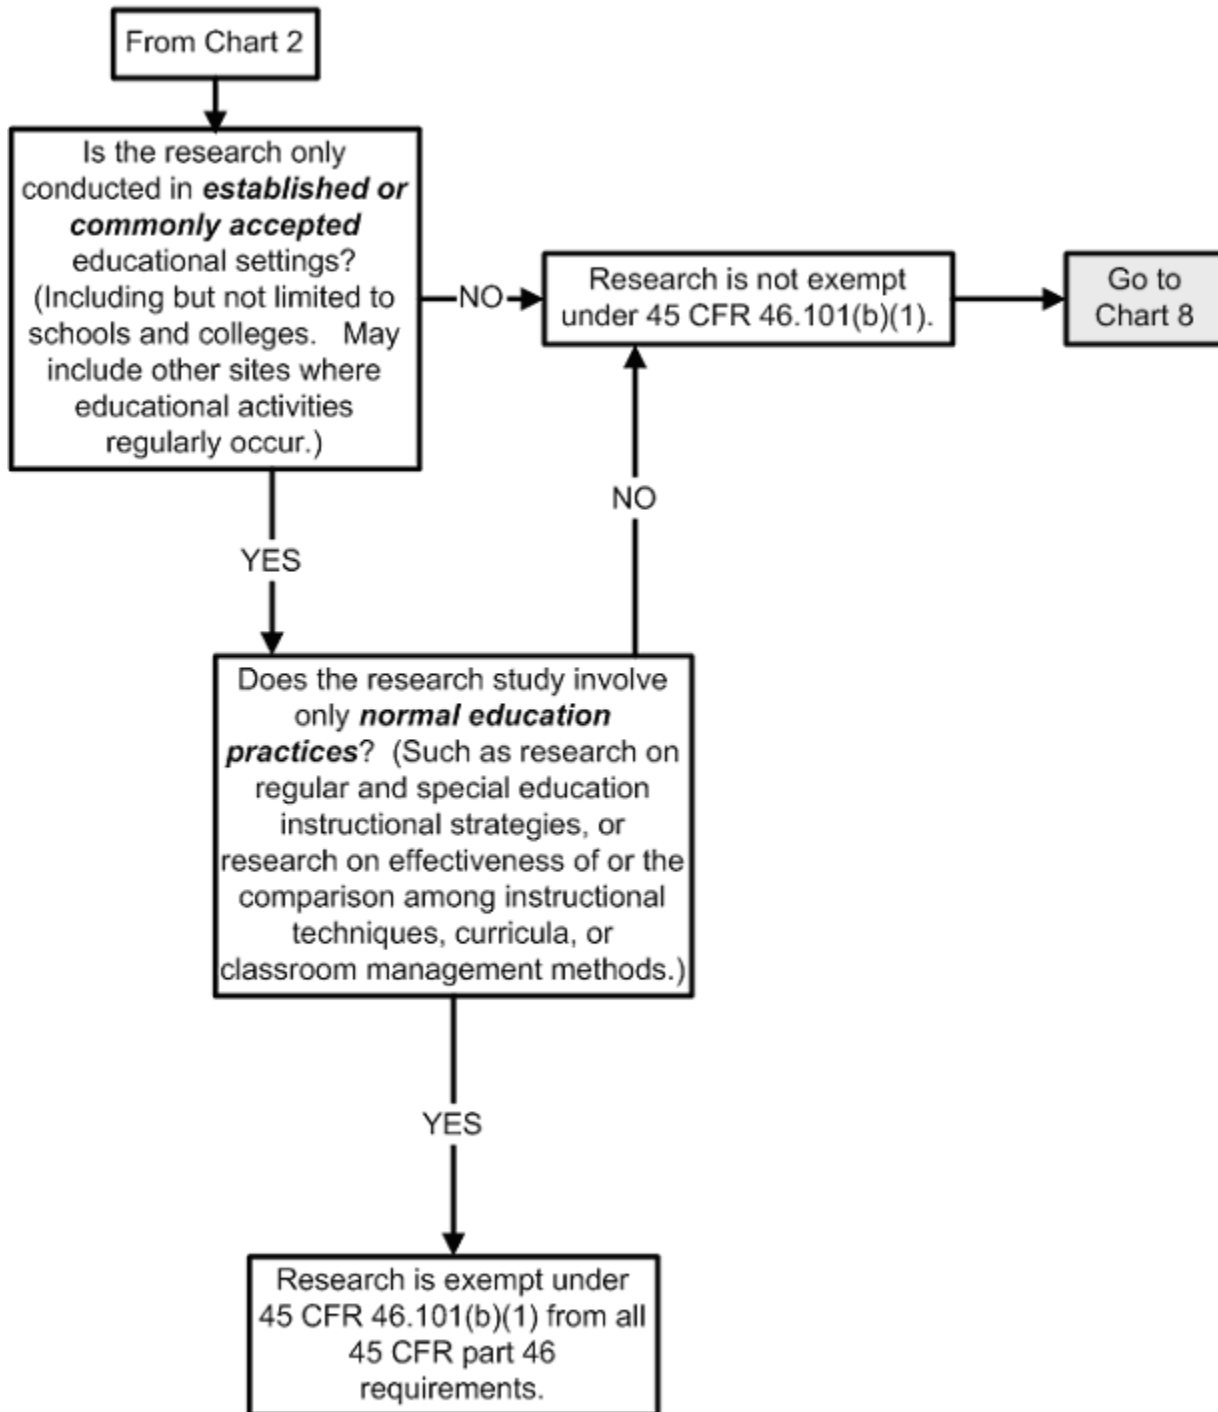 From Chart 2
Is the research only
conducted in established or
commonly accepted
educational settings?
(Including but not limited to
schools and colleges. May
include other sites where
educational activities
regularly occur.)
NO
Research is not exempt
under 45 CFR 46.101(b)(1).
Go to
Chart 8
NO
YES
Does the research study involve
only normal education
practices? (Such as research on
regular and special education
instructional strategies, or
research on effectiveness of or the
comparison among instructional
techniques, curricula, or
classroom management methods.)
YES
Research is exempt under
45 CFR 46.101(b)(1) from all
45 CFR part 46
requirements.